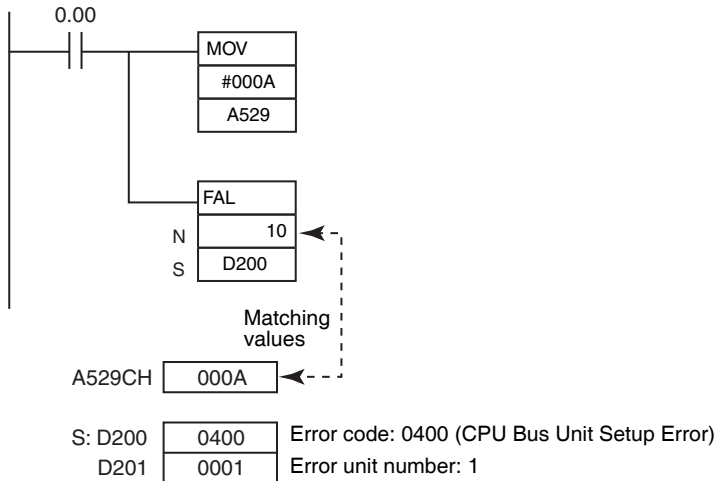 0.00
MOV
#000A
A529
FAL
N 10
S D200
Matching
values
A529CH 000A
S: D200 0400 Error code: 0400 (CPU Bus Unit Setup Error)
D201 0001 Error unit number: 1